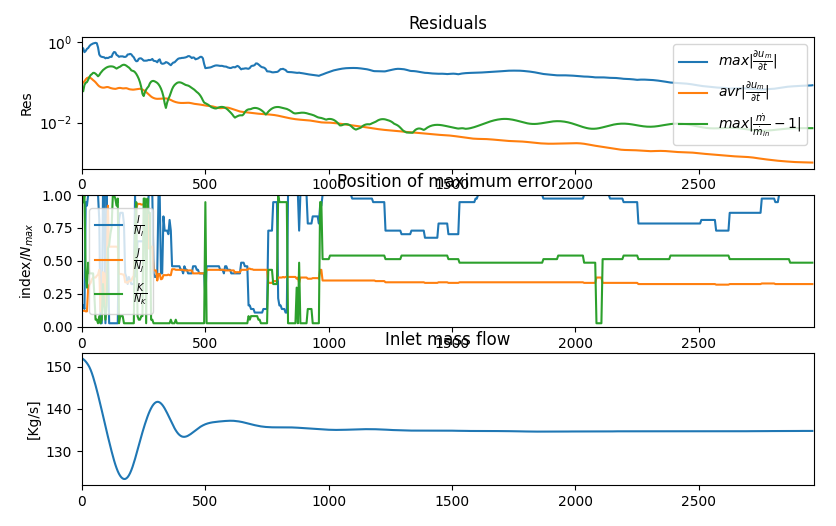 Residuals
10⁰
10⁻²
Res
max|∂u_m/∂t|
avr|∂u_m/∂t|
max|ṁ/ṁ_in − 1|
0 500 1000 1500 2000 2500
Position of maximum error
1.00
0.75
0.50
0.25
0.00
index/N_max
I/N_I
J/N_J
K/N_K
0 500 1000 1500 2000 2500
Inlet mass flow
150
140
130
[Kg/s]
0 500 1000 1500 2000 2500